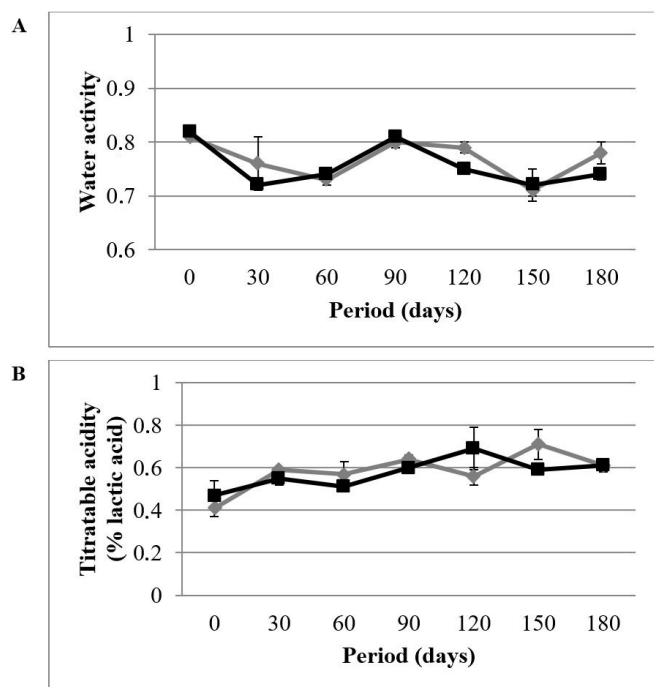 A
1
0.9
0.8
0.7
0.6
Water activity
0 30 60 90 120 150 180
Period (days)
B
1
0.8
0.6
0.4
0.2
0
Titratable acidity
(% lactic acid)
0 30 60 90 120 150 180
Period (days)